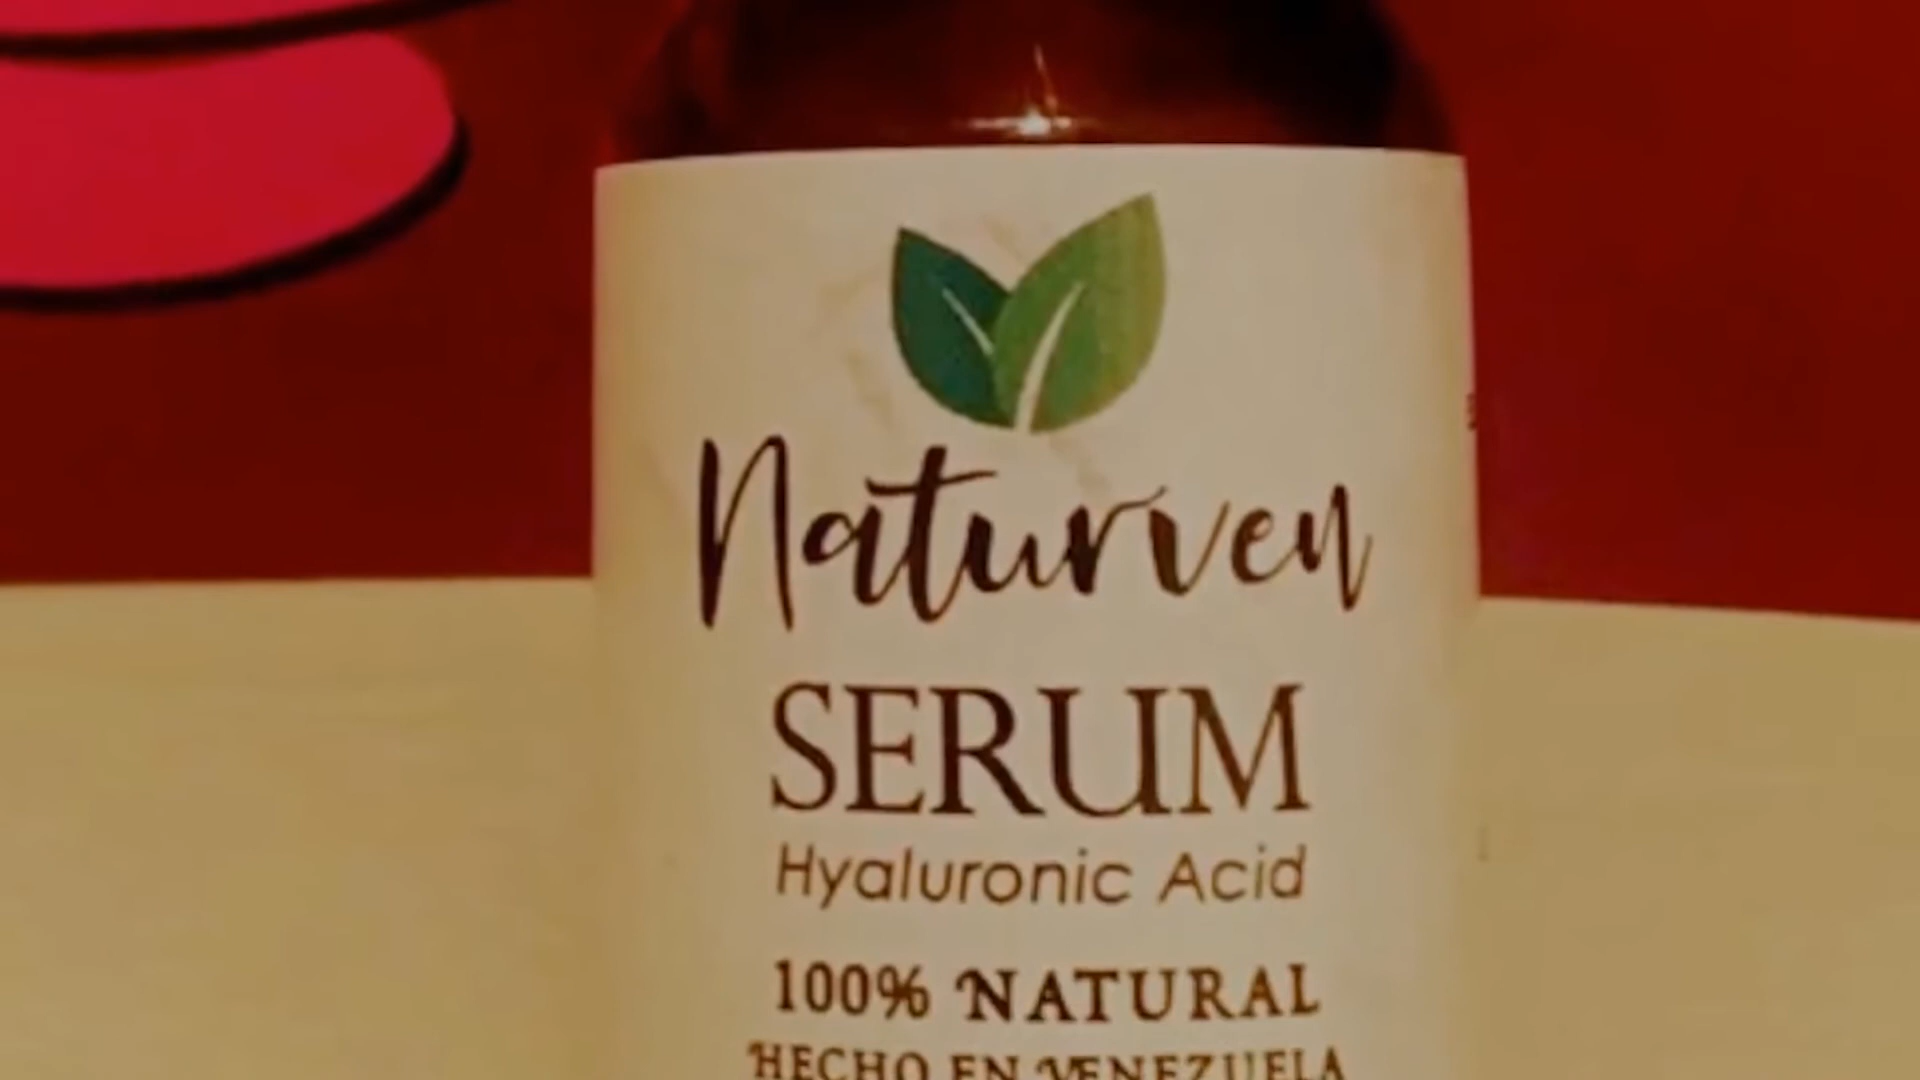 Naturven
SERUM
Hyaluronic Acid
100% NATURAL
HECHO EN VENEZUELA